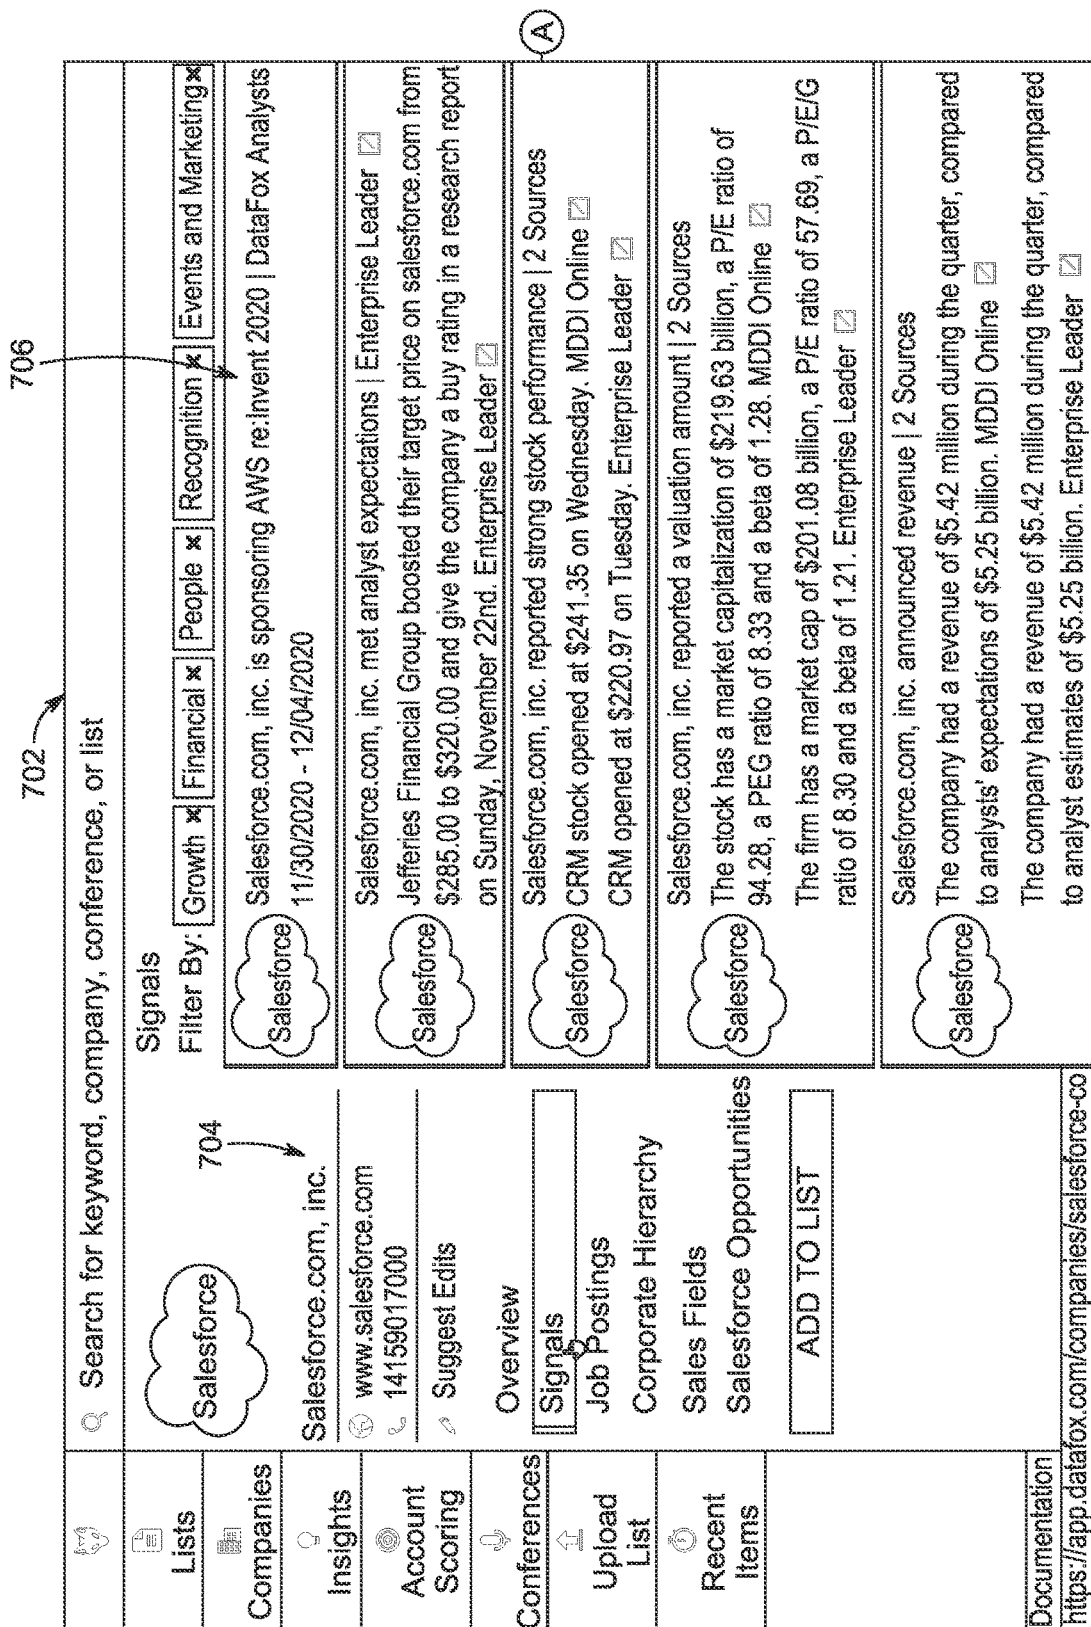 702
706
Search for keyword, company, conference, or list
Lists
Companies
Insights
Account
Scoring
Conferences
Upload
List
Recent
Items
Documentation
https://app.datafox.com/companies/salesforce-co
Salesforce
704
Salesforce.com, inc.
www.salesforce.com
14159017000
Suggest Edits
Overview
Signals
Job Postings
Corporate Hierarchy
Sales Fields
Salesforce Opportunities
ADD TO LIST
Signals
Filter By: Growth × Financial × People × Recognition × Events and Marketing ×
Salesforce
Salesforce.com, inc. is sponsoring AWS re:Invent 2020 | DataFox Analysts
11/30/2020 - 12/04/2020
Salesforce
Salesforce.com, inc. met analyst expectations | Enterprise Leader
Jefferies Financial Group boosted their target price on salesforce.com from
$285.00 to $320.00 and give the company a buy rating in a research report
on Sunday, November 22nd. Enterprise Leader
Salesforce
Salesforce.com, inc. reported strong stock performance | 2 Sources
CRM stock opened at $241.35 on Wednesday. MDDI Online
CRM opened at $220.97 on Tuesday. Enterprise Leader
A
Salesforce
Salesforce.com, inc. reported a valuation amount | 2 Sources
The stock has a market capitalization of $219.63 billion, a P/E ratio of
94.28, a PEG ratio of 8.33 and a beta of 1.28. MDDI Online
The firm has a market cap of $201.08 billion, a P/E ratio of 57.69, a P/E/G
ratio of 8.30 and a beta of 1.21. Enterprise Leader
Salesforce
Salesforce.com, inc. announced revenue | 2 Sources
The company had a revenue of $5.42 million during the quarter, compared
to analysts' expectations of $5.25 billion. MDDI Online
The company had a revenue of $5.42 million during the quarter, compared
to analyst estimates of $5.25 billion. Enterprise Leader